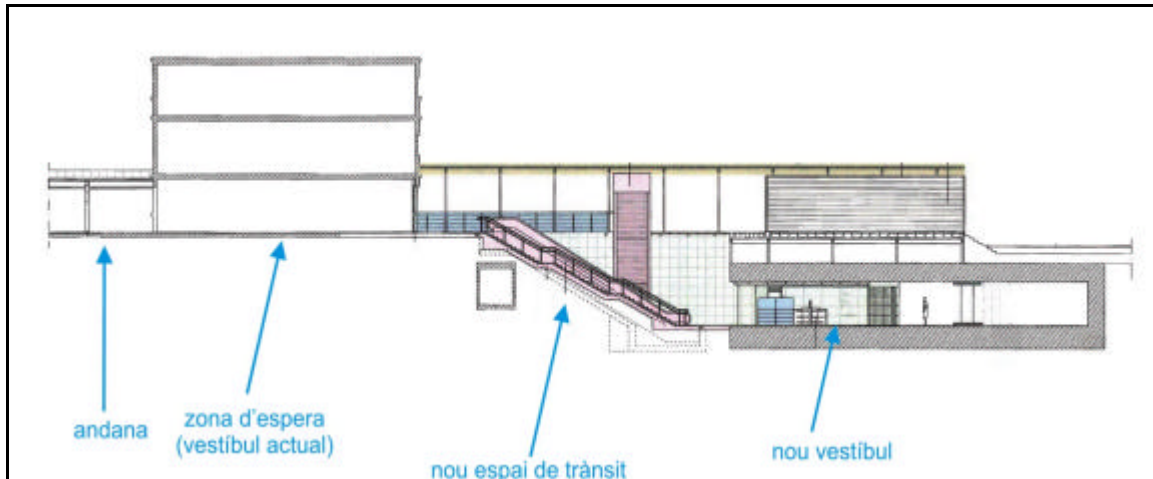 andana
zona d'espera
(vestíbul actual)
nou espai de trànsit
nou vestíbul